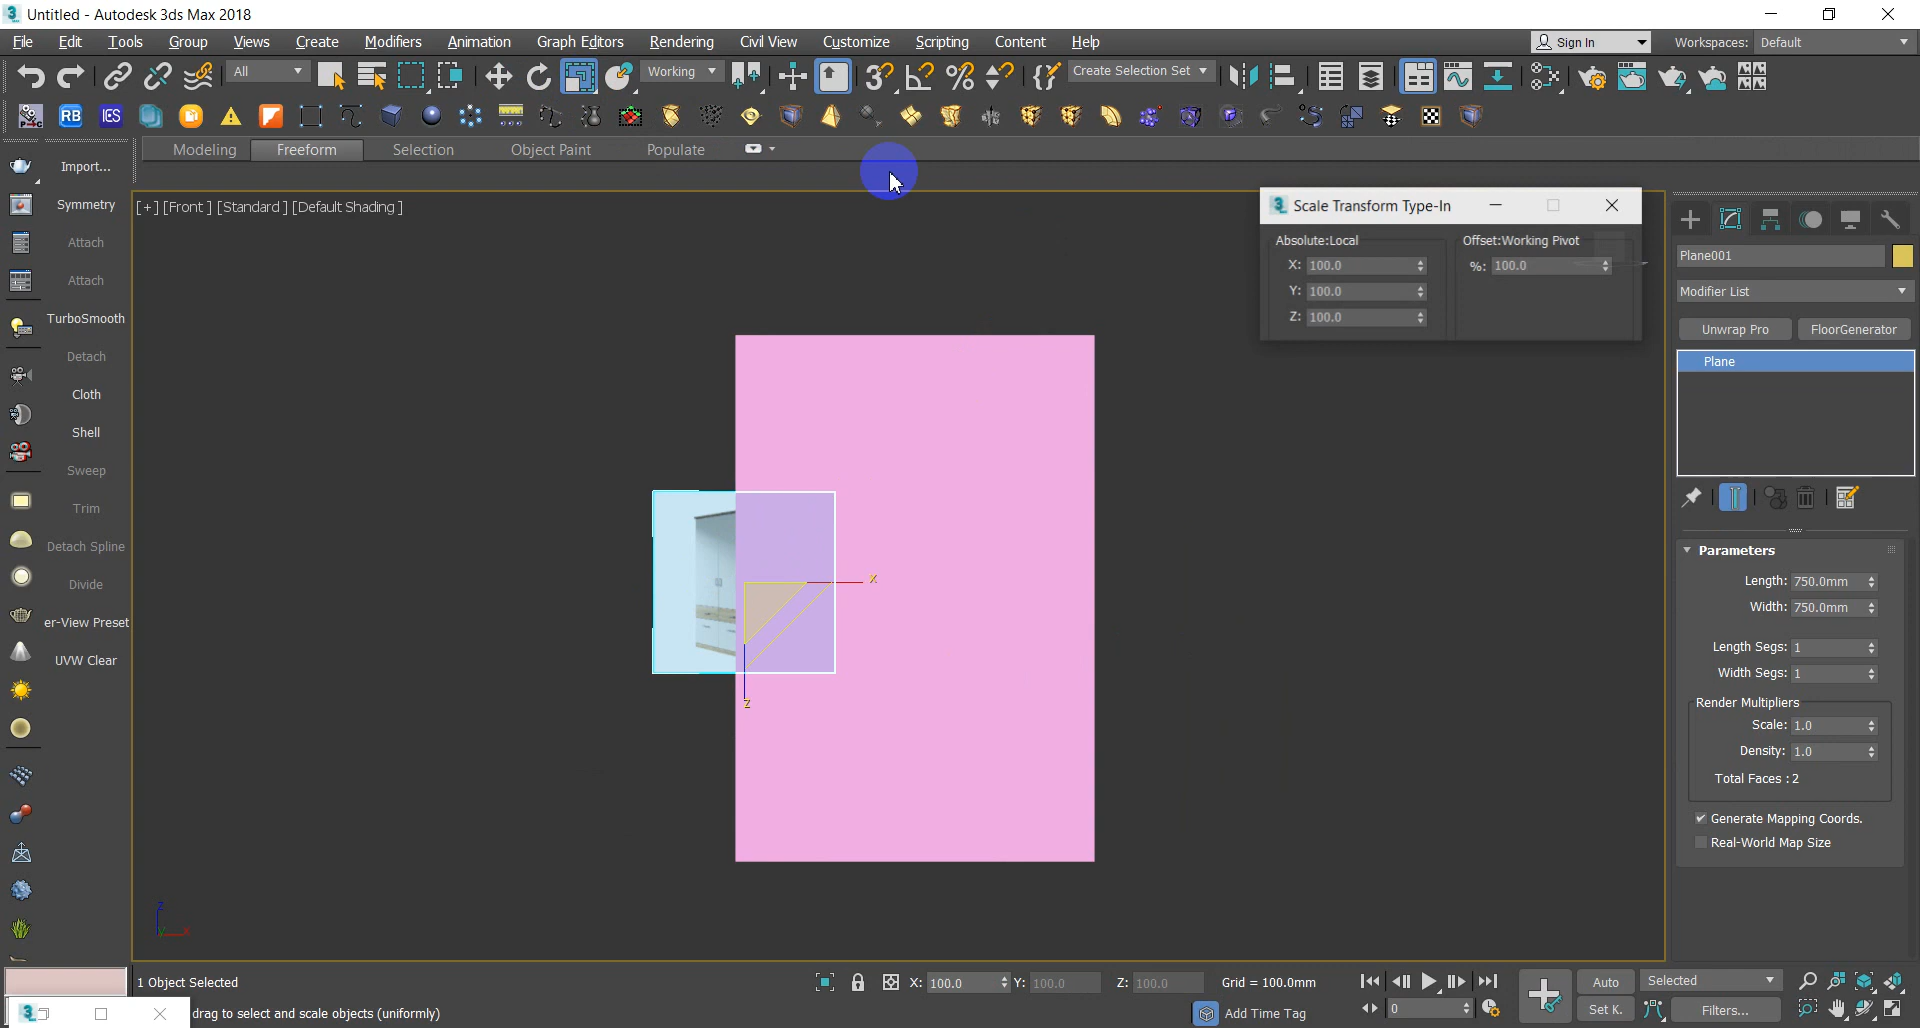 Untitled - Autodesk 3ds Max 2018
File Edit Tools Group Views Create Modifiers Animation Graph Editors Rendering Civil View Customize Scripting Content Help
Sign In Workspaces: Default
All Working Create Selection Set
RB IES
Modeling Freeform Selection Object Paint Populate
Import...
Symmetry
Attach
Attach
TurboSmooth
Detach
Cloth
Shell
Sweep
Trim
Detach Spline
Divide
er-View Preset
UVW Clear
[+] [Front ] [Standard ] [Default Shading ]
Scale Transform Type-In
Absolute:Local Offset:Working Pivot
X: 100.0 %: 100.0
Y: 100.0
Z: 100.0
x
z
z
y x
Plane001
Modifier List
Unwrap Pro FloorGenerator
Plane
Parameters
Length: 750.0mm
Width: 750.0mm
Length Segs: 1
Width Segs: 1
Render Multipliers
Scale: 1.0
Density: 1.0
Total Faces : 2
Generate Mapping Coords.
Real-World Map Size
1 Object Selected X: 100.0 Y: 100.0 Z: 100.0 Grid = 100.0mm Auto Selected
drag to select and scale objects (uniformly) Add Time Tag 0 Set K. Filters...